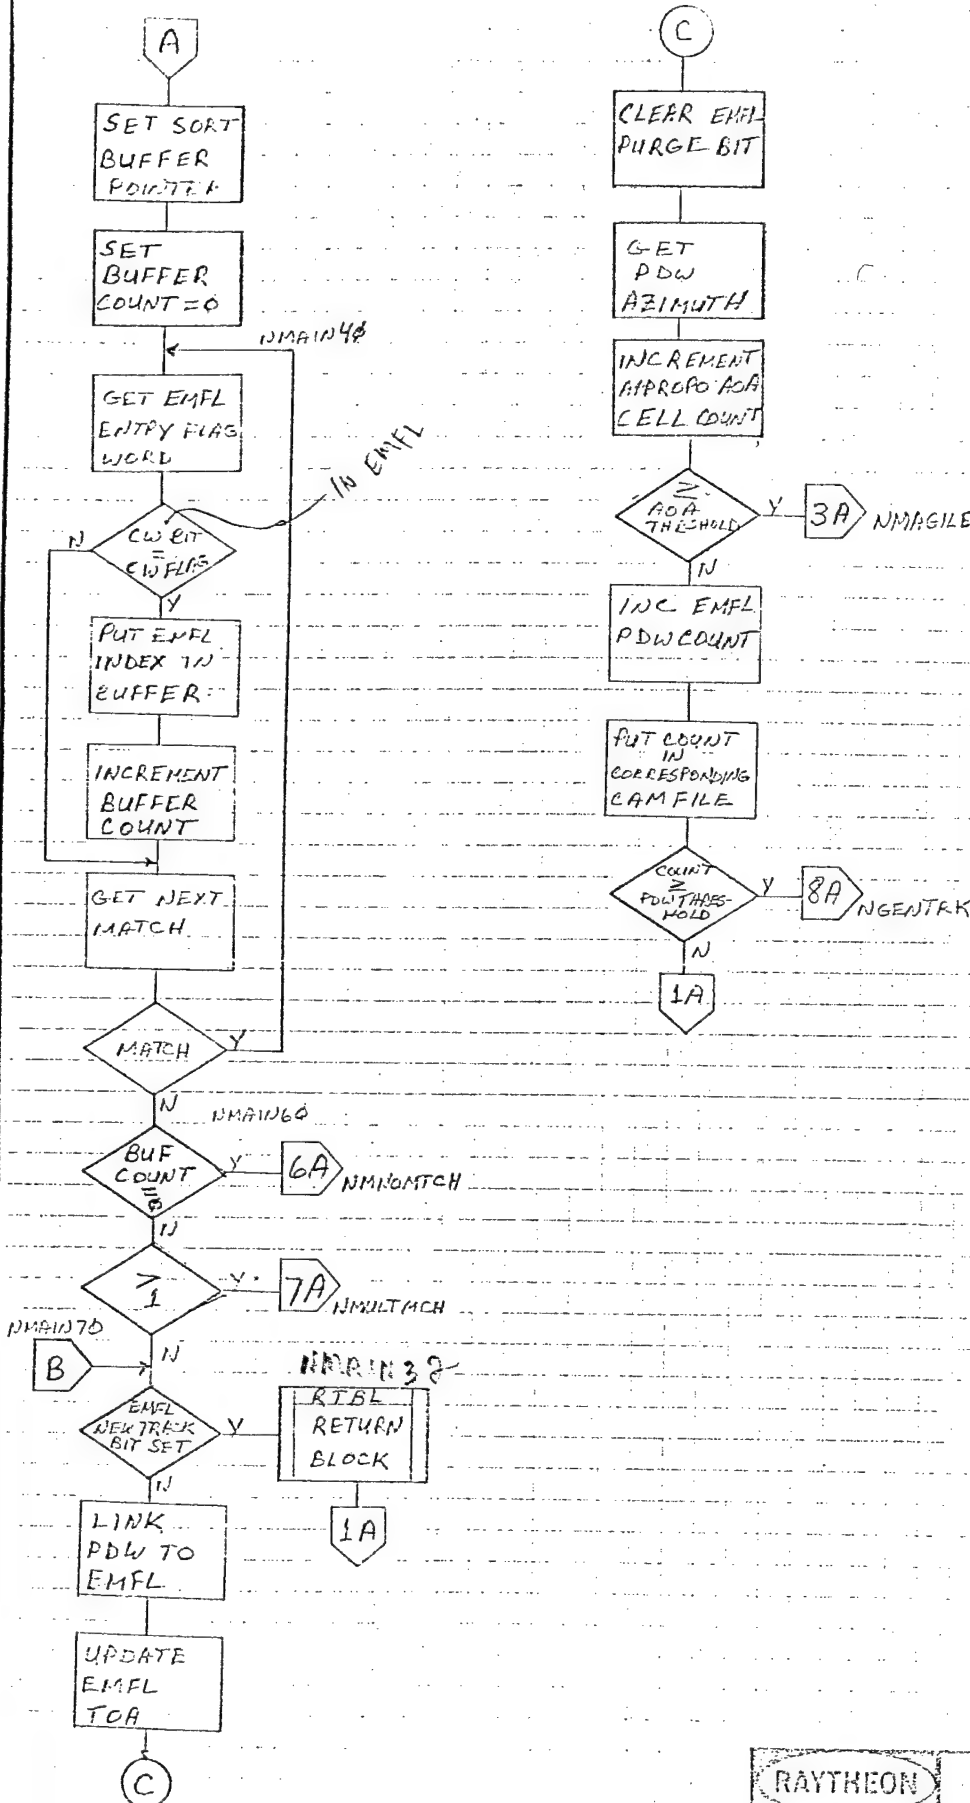 A
SET SORT
BUFFER
POINTER
SET
BUFFER
COUNT = 0
NMAIN40
GET EMFL
ENTRY FLAG
WORD
IN EMFL
CW BIT
=
CW FLAG
N
Y
PUT EMFL
INDEX IN
BUFFER
INCREMENT
BUFFER
COUNT
GET NEXT
MATCH
MATCH
Y
N
NMAIN60
BUF
COUNT
=0
Y
6A
NMNOMTCH
N
>
1
Y
7A
NMULTMCH
NMAIN70
B
N
EMFL
NEW TRACK
BIT SET
Y
NMAIN32
RTBL
RETURN
BLOCK
1A
N
LINK
PDW TO
EMFL
UPDATE
EMFL
TOA
C
C
CLEAR EMFL
PURGE BIT
GET
PDW
AZIMUTH
INCREMENT
APPROPO AOA
CELL COUNT
≥
AOA
THRESHOLD
Y
3A
NMAGILE
N
INC EMFL
PDW COUNT
PUT COUNT
IN
CORRESPONDING
CAM FILE
COUNT
≥
PDW THRES-
HOLD
Y
8A
NGENTRK
N
1A
RAYTHEON